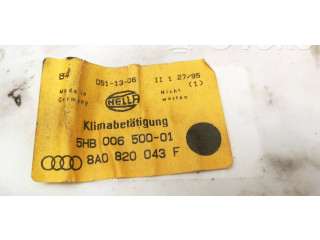 051-13-06 II 1 27/95
Made in Germany
HELLA
Nicht werfen
(1)
Klimabetätigung
5HB 006 500-01
8A0 820 043 F